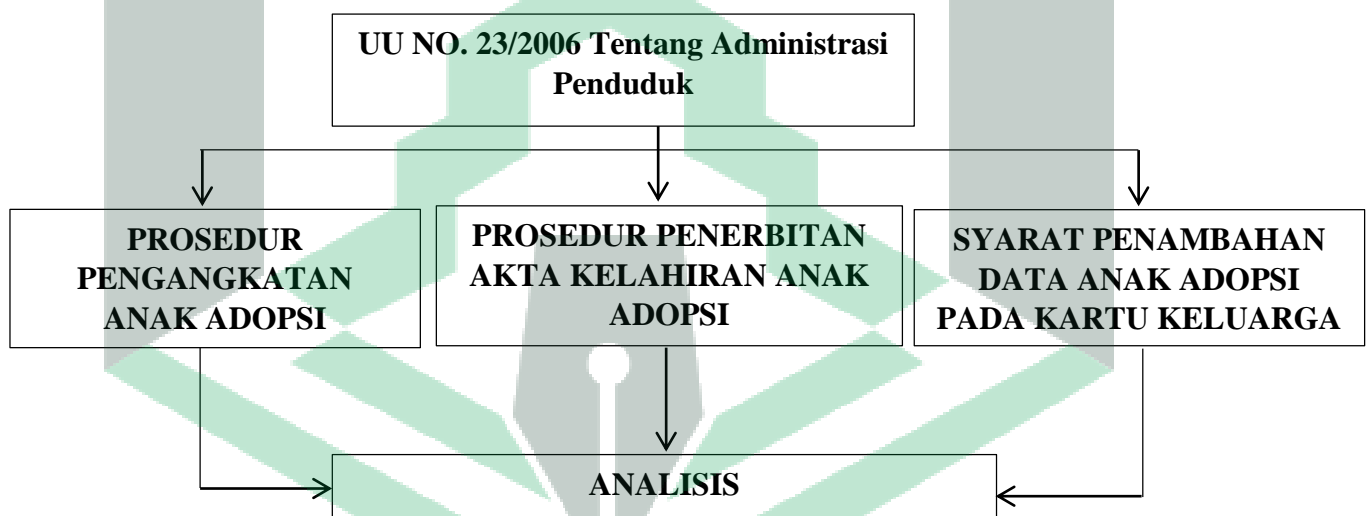 UU NO. 23/2006 Tentang Administrasi
Penduduk
PROSEDUR
PENGANGKATAN
ANAK ADOPSI
PROSEDUR PENERBITAN
AKTA KELAHIRAN ANAK
ADOPSI
SYARAT PENAMBAHAN
DATA ANAK ADOPSI
PADA KARTU KELUARGA
ANALISIS